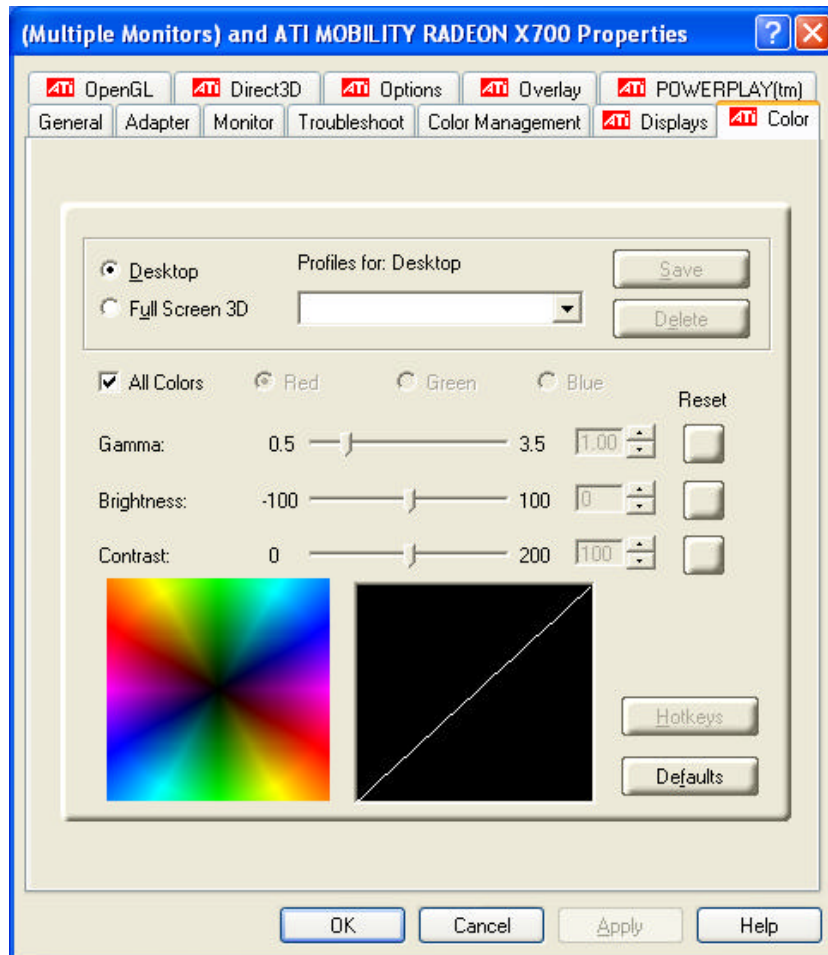 (Multiple Monitors) and ATI MOBILITY RADEON X700 Properties
ATI OpenGL ATI Direct3D ATI Options ATI Overlay ATI POWERPLAY(tm)
General Adapter Monitor Troubleshoot Color Management ATI Displays ATI Color
Desktop Profiles for: Desktop Save
Full Screen 3D Delete
All Colors Red Green Blue
Reset
Gamma: 0.5 3.5 1.00
Brightness: -100 100 0
Contrast: 0 200 100
Hotkeys
Defaults
OK Cancel Apply Help